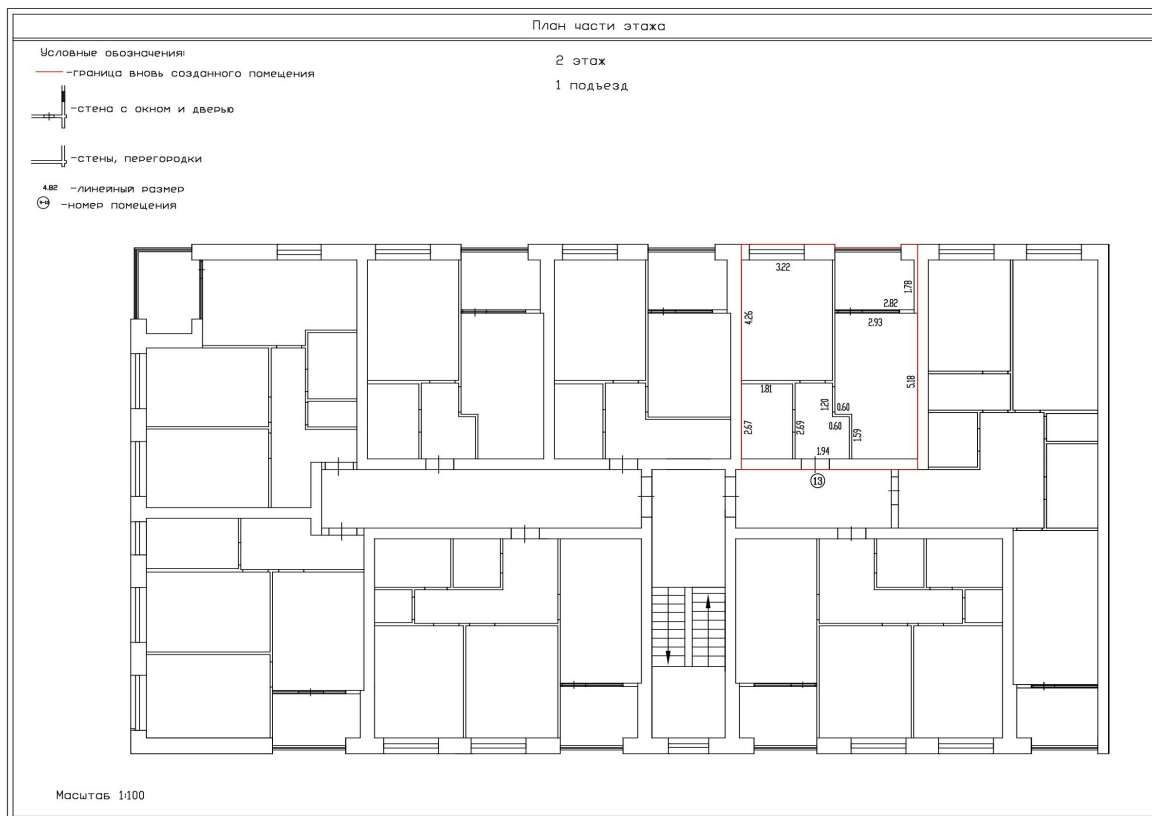 План части этажа
Условные обозначения:
2 этаж
-граница вновь созданного помещения
1 подъезд
-стена с окном и дверью
-стены, перегородки
4.82 -линейный размер
-номер помещения
3.22
1.78
2.82
4.26
2.93
5.18
1.81
1.20
0.60
2.67
2.69
0.60
1.59
1.94
13
Масштаб 1:100